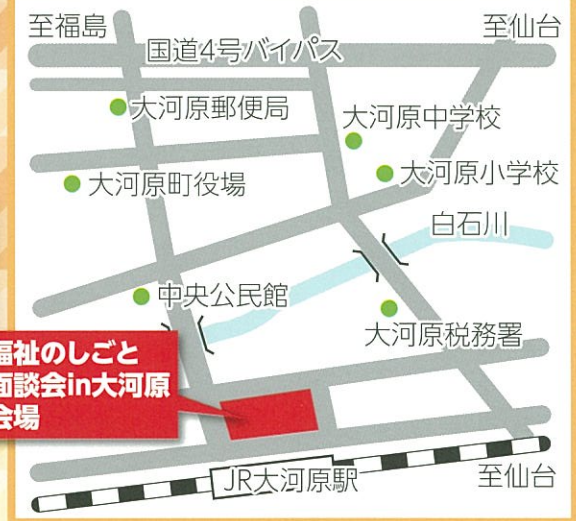 至福島
至仙台
国道4号バイパス
大河原郵便局
大河原中学校
大河原町役場
大河原小学校
白石川
中央公民館
大河原税務署
福祉のしごと
面談会in大河原
会場
JR大河原駅
至仙台